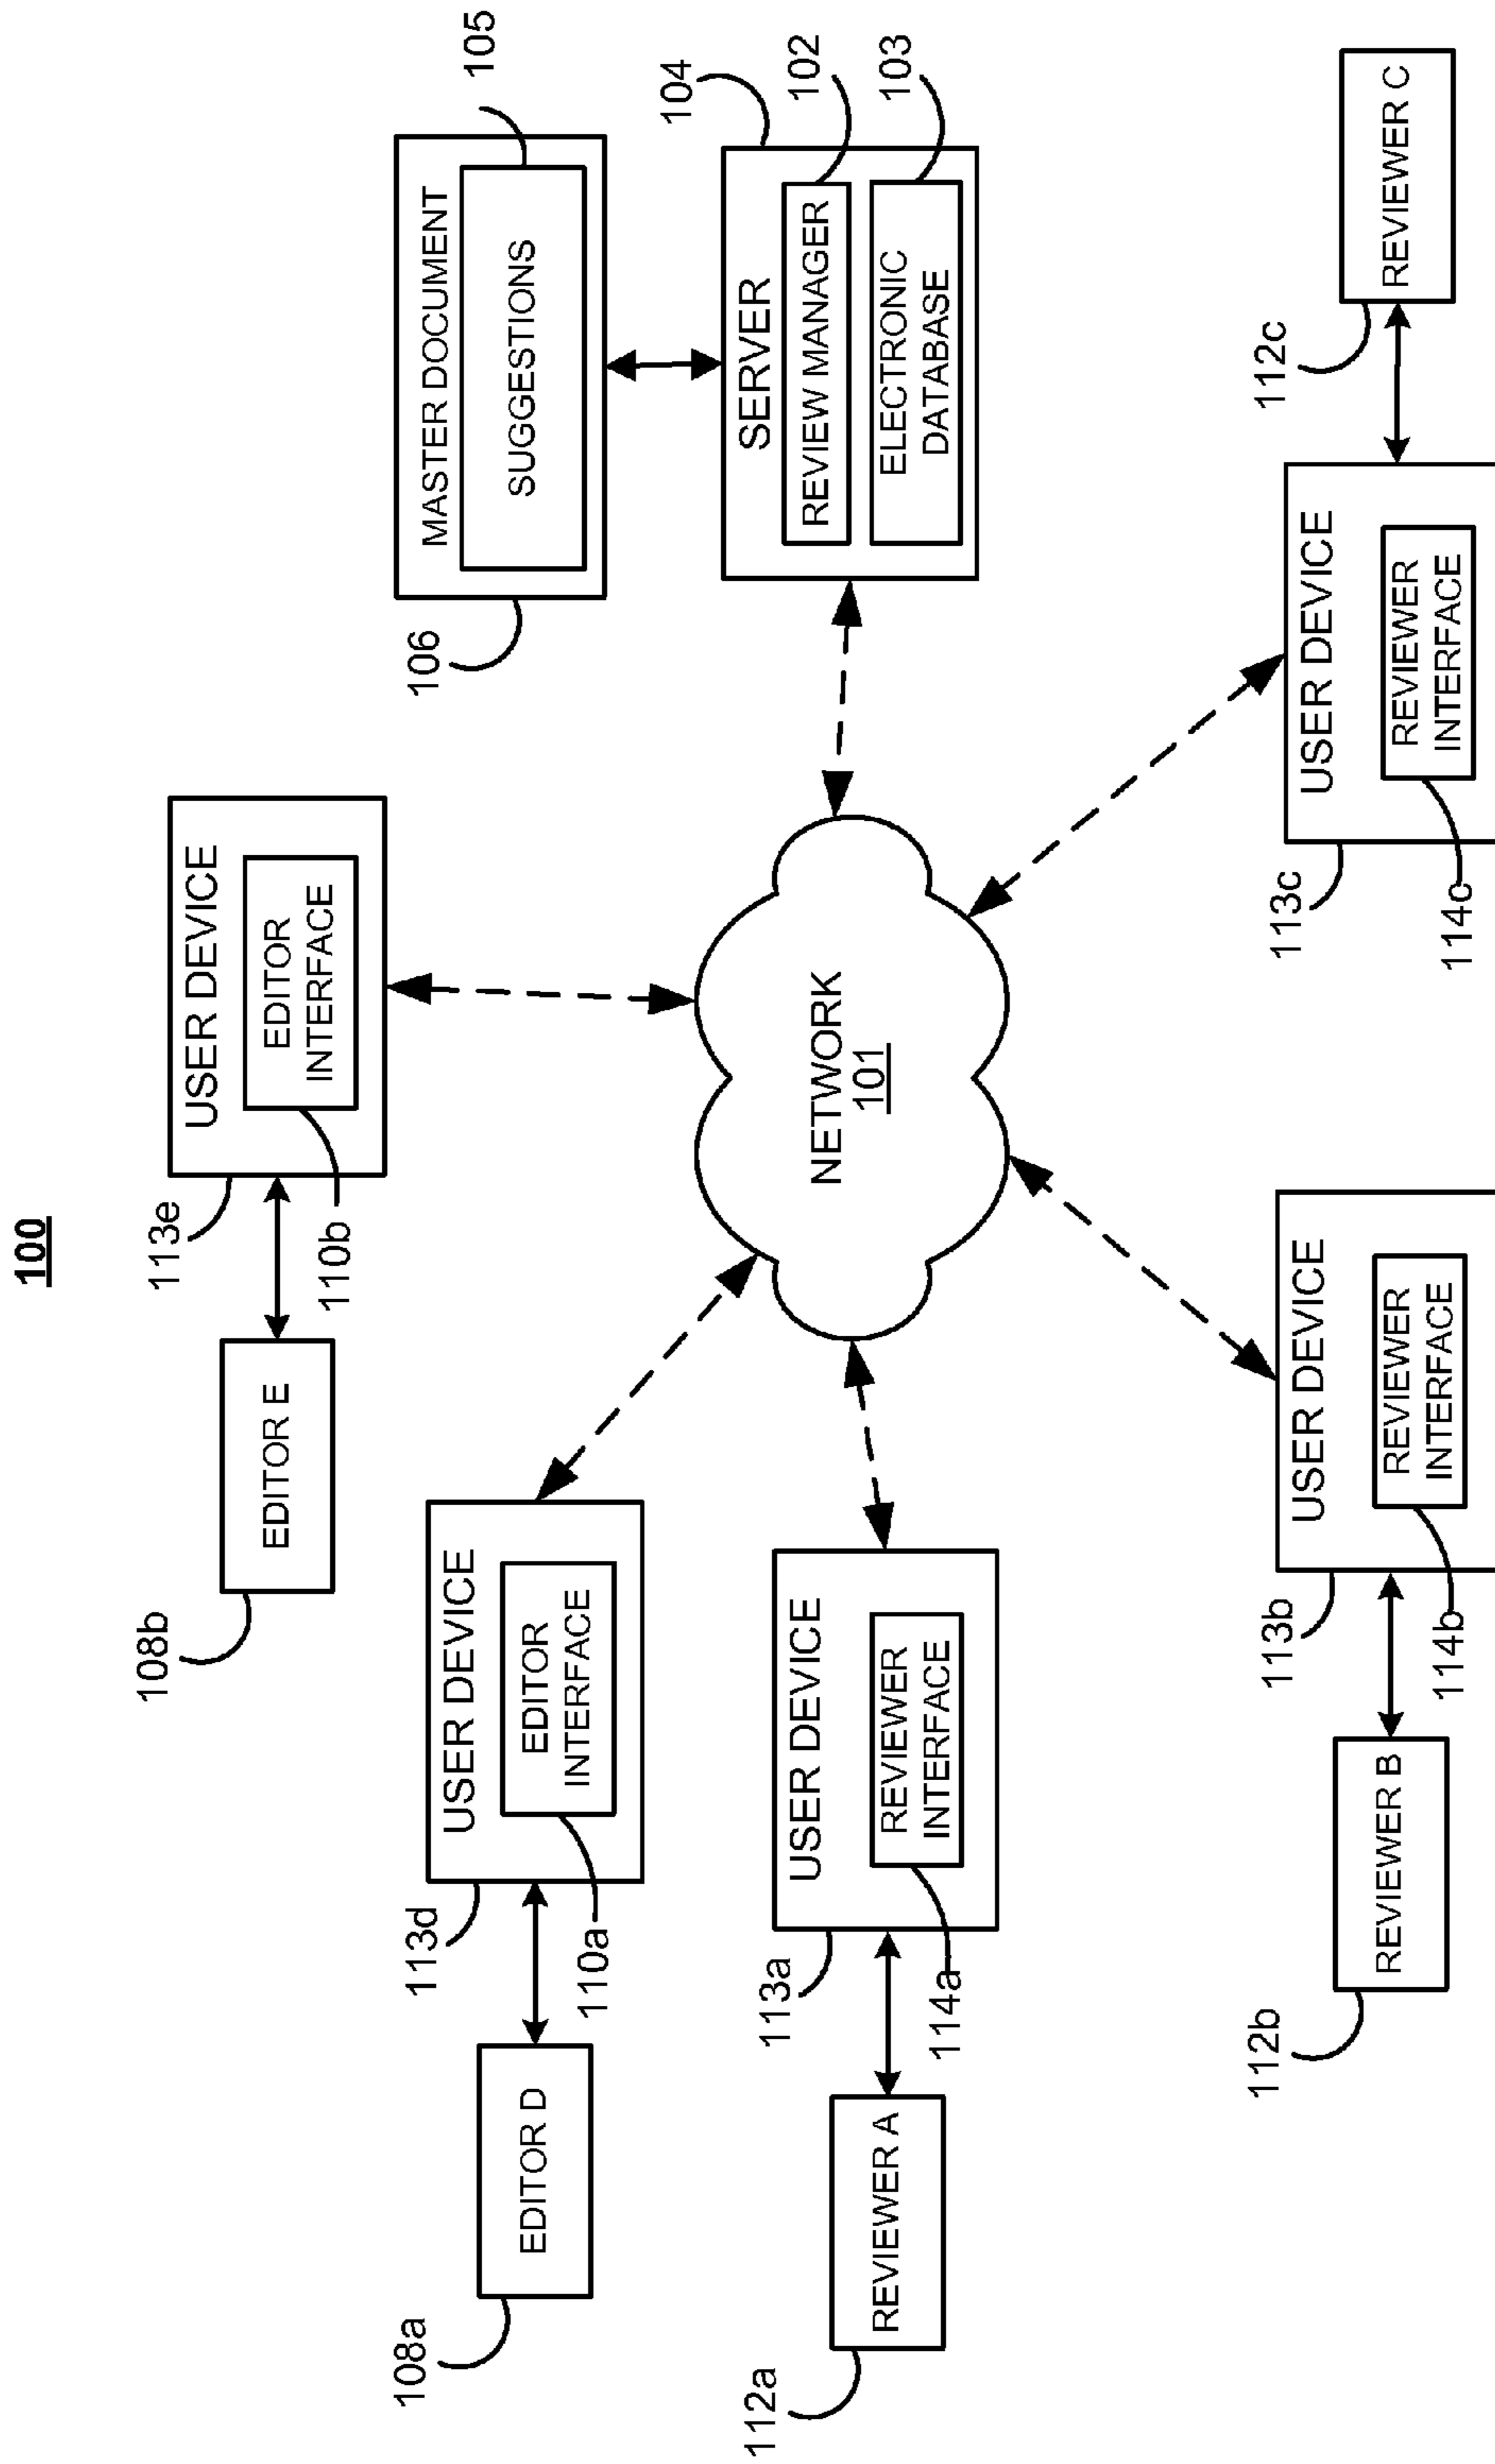 100
108b
EDITOR E
113e
USER DEVICE
EDITOR
INTERFACE
110b
106
MASTER DOCUMENT
SUGGESTIONS
105
108a
EDITOR D
113d
USER DEVICE
EDITOR
INTERFACE
110a
104
SERVER
REVIEW MANAGER
102
ELECTRONIC
DATABASE
103
NETWORK
101
112a
REVIEWER A
113a
USER DEVICE
REVIEWER
INTERFACE
114a
112b
REVIEWER B
113b
USER DEVICE
REVIEWER
INTERFACE
114b
113c
USER DEVICE
REVIEWER
INTERFACE
114c
112c
REVIEWER C